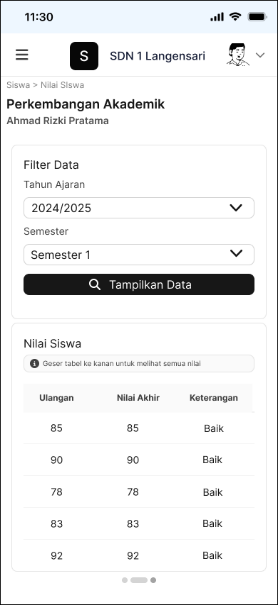 11:30
S SDN 1 Langensari
Siswa > Nilai SIswa
Perkembangan Akademik
Ahmad Rizki Pratama
Filter Data
Tahun Ajaran
2024/2025
Semester
Semester 1
Tampilkan Data
Nilai Siswa
Geser tabel ke kanan untuk melihat semua nilai
Ulangan Nilai Akhir Keterangan
85 85 Baik
90 90 Baik
78 78 Baik
83 83 Baik
92 92 Baik